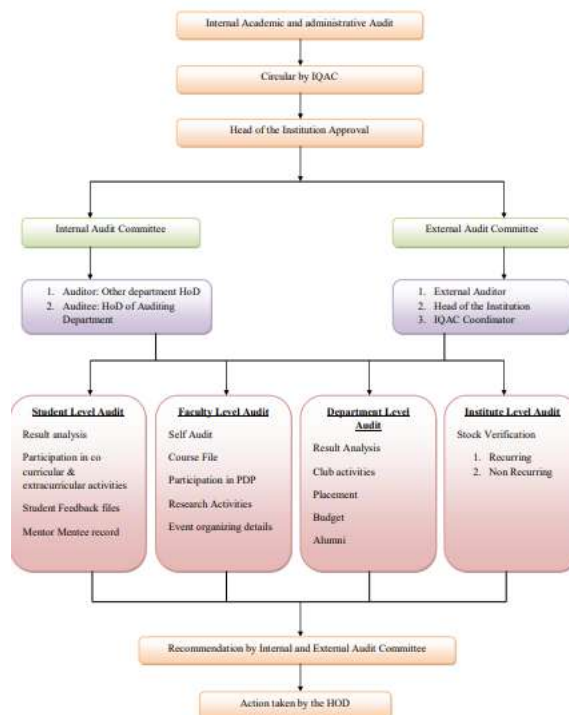 Internal Academic and administrative Audit
Circular by IQAC
Head of the Institution Approval
Internal Audit Committee
External Audit Committee
1. Auditor: Other department HoD
2. Auditee: HoD of Auditing
Department
1. External Auditor
2. Head of the Institution
3. IQAC Coordinator
Student Level Audit
Result analysis
Participation in co
curricular &
extracurricular activities
Student Feedback files
Mentor Mentee record
Faculty Level Audit
Self Audit
Course File
Participation in PDP
Research Activities
Event organizing details
Department Level
Audit
Result Analysis
Club activities
Placement
Budget
Alumni
Institute Level Audit
Stock Verification
1. Recurring
2. Non Recurring
Recommendation by Internal and External Audit Committee
Action taken by the HOD